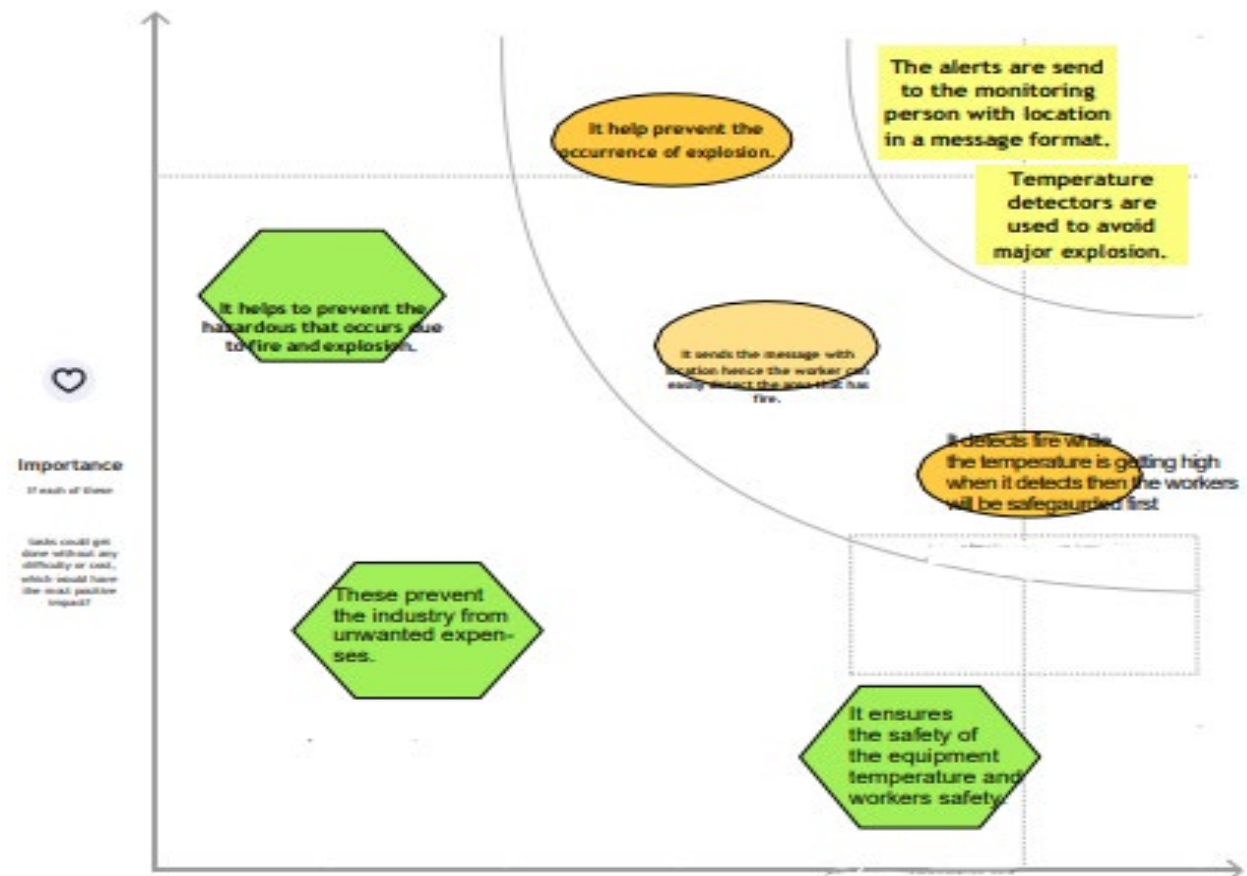 The alerts are send
to the monitoring
person with location
in a message format.
It help prevent the
occurrence of explosion.
Temperature
detectors are
used to avoid
major explosion.
It helps to prevent the
hazardous that occurs due
to fire and explosion.
It sends the message with
location hence the worker can
easily detect the area that has
fire.
It detects fire while
the temperature is getting high
when it detects then the workers
will be safegaurded first
Importance
If each of these
tasks could get
done without any
difficulty or cost,
which would have
the most positive
impact?
These prevent
the industry from
unwanted expen-
ses.
It ensures
the safety of
the equipment
temperature and
workers safety.